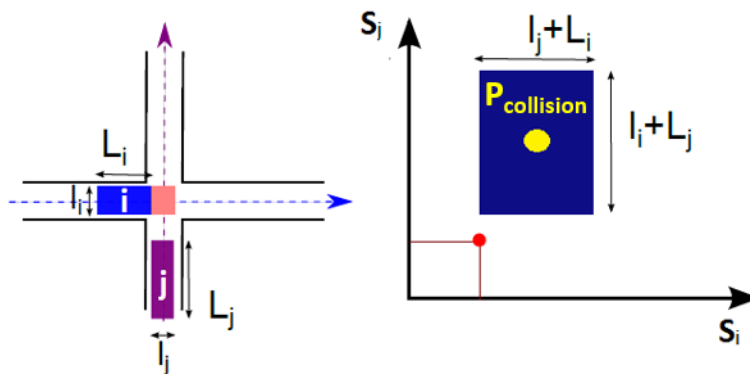 Lᵢ
lᵢ
i
j
Lⱼ
lⱼ
Sⱼ
lⱼ+Lᵢ
Pcollision
lᵢ+Lⱼ
Sᵢ